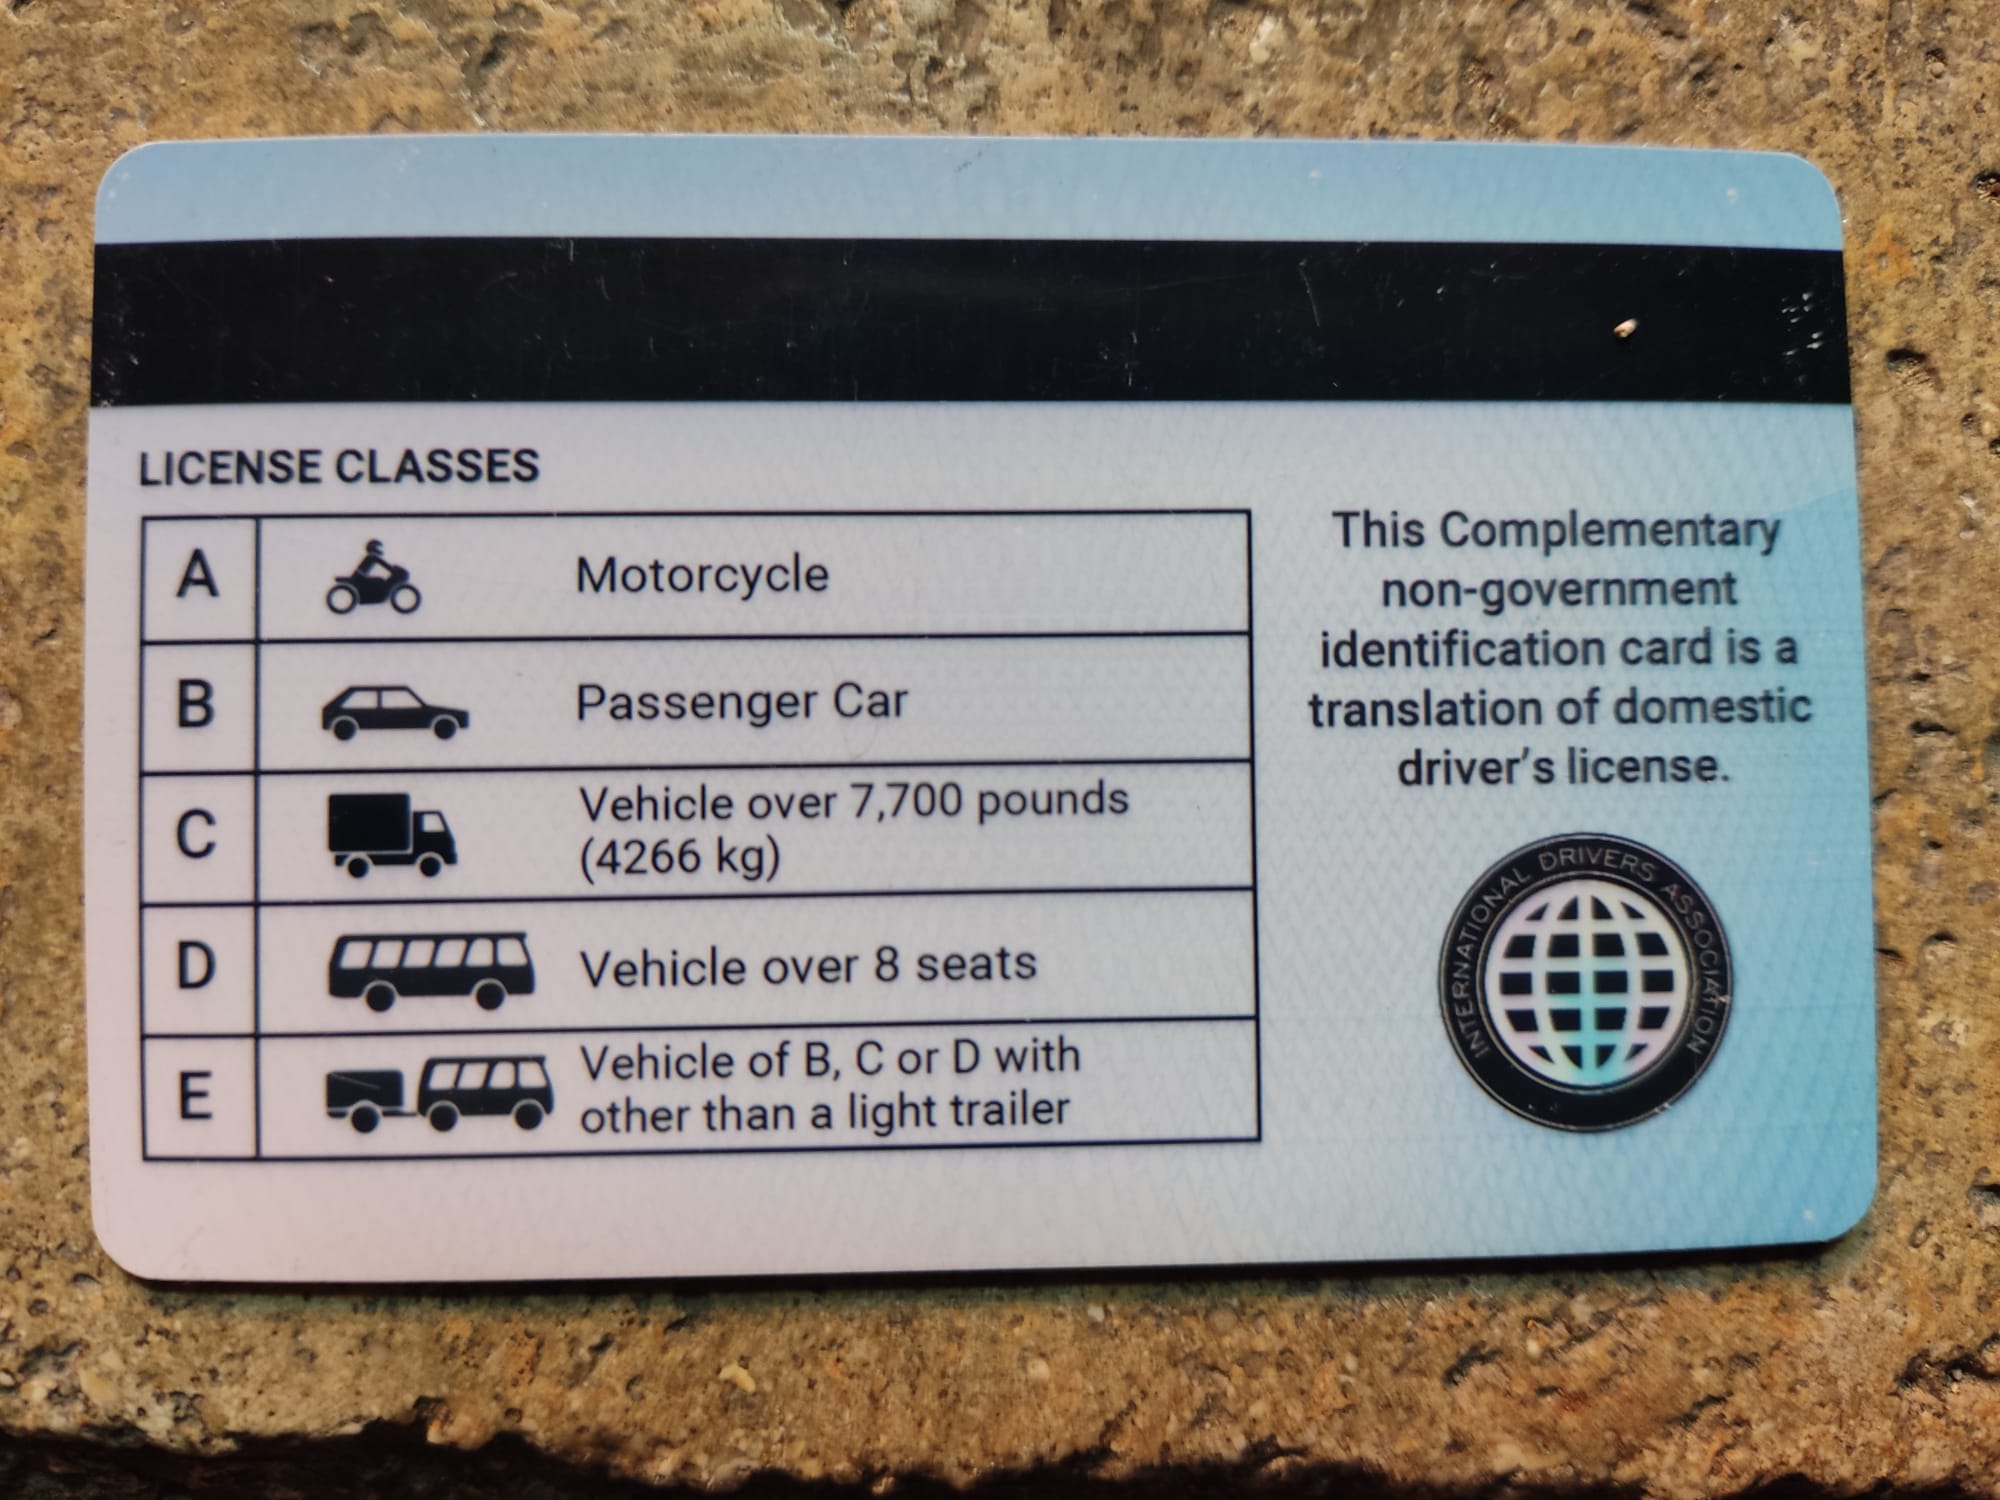 LICENSE CLASSES
A Motorcycle
B Passenger Car
C Vehicle over 7,700 pounds
(4266 kg)
D Vehicle over 8 seats
E Vehicle of B, C or D with
other than a light trailer
This Complementary
non-government
identification card is a
translation of domestic
driver's license.
INTERNATIONAL DRIVERS ASSOCIATION